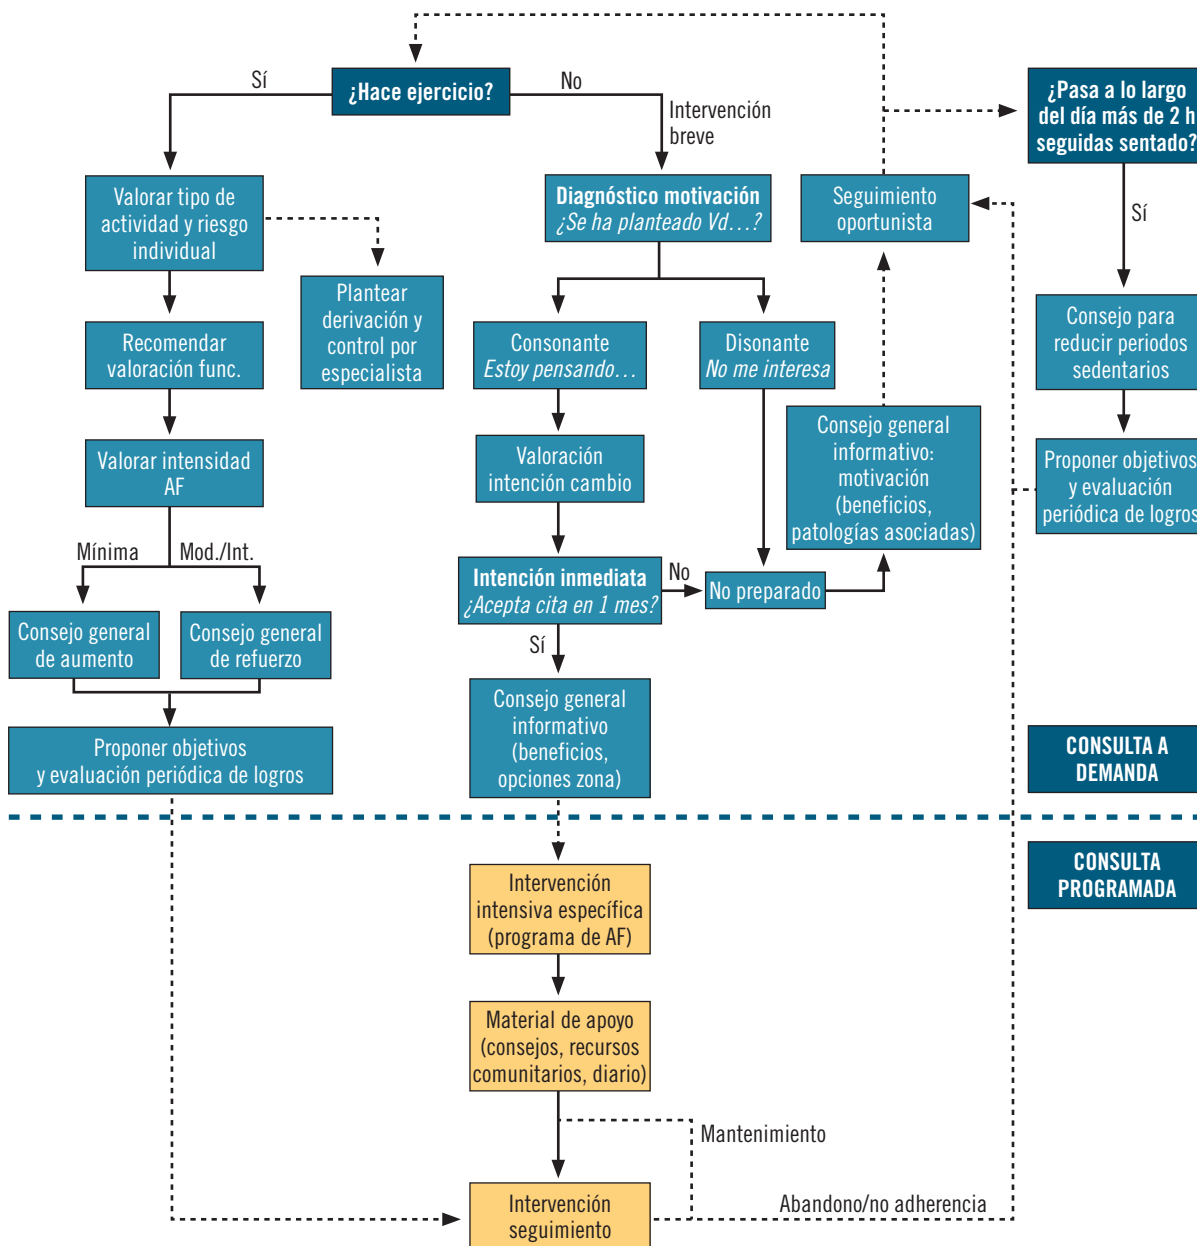 ¿Hace ejercicio?
Sí
No
Intervención
breve
¿Pasa a lo largo
del día más de 2 h
seguidas sentado?
Sí
Valorar tipo de
actividad y riesgo
individual
Diagnóstico motivación
¿Se ha planteado Vd…?
Seguimiento
oportunista
Plantear
derivación y
control por
especialista
Recomendar
valoración func.
Consonante
Estoy pensando…
Disonante
No me interesa
Consejo para
reducir periodos
sedentarios
Valorar intensidad
AF
Valoración
intención cambio
Consejo general
informativo:
motivación
(beneficios,
patologías asociadas)
Proponer objetivos
y evaluación
periódica de logros
Mínima
Mod./Int.
Intención inmediata
¿Acepta cita en 1 mes?
No
No preparado
Sí
Consejo general
de aumento
Consejo general
de refuerzo
Consejo general
informativo
(beneficios,
opciones zona)
Proponer objetivos
y evaluación periódica de logros
CONSULTA A
DEMANDA
CONSULTA
PROGRAMADA
Intervención
intensiva específica
(programa de AF)
Material de apoyo
(consejos, recursos
comunitarios, diario)
Mantenimiento
Intervención
seguimiento
Abandono/no adherencia